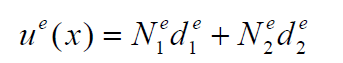 u^e(x) = N_1^e d_1^e + N_2^e d_2^e